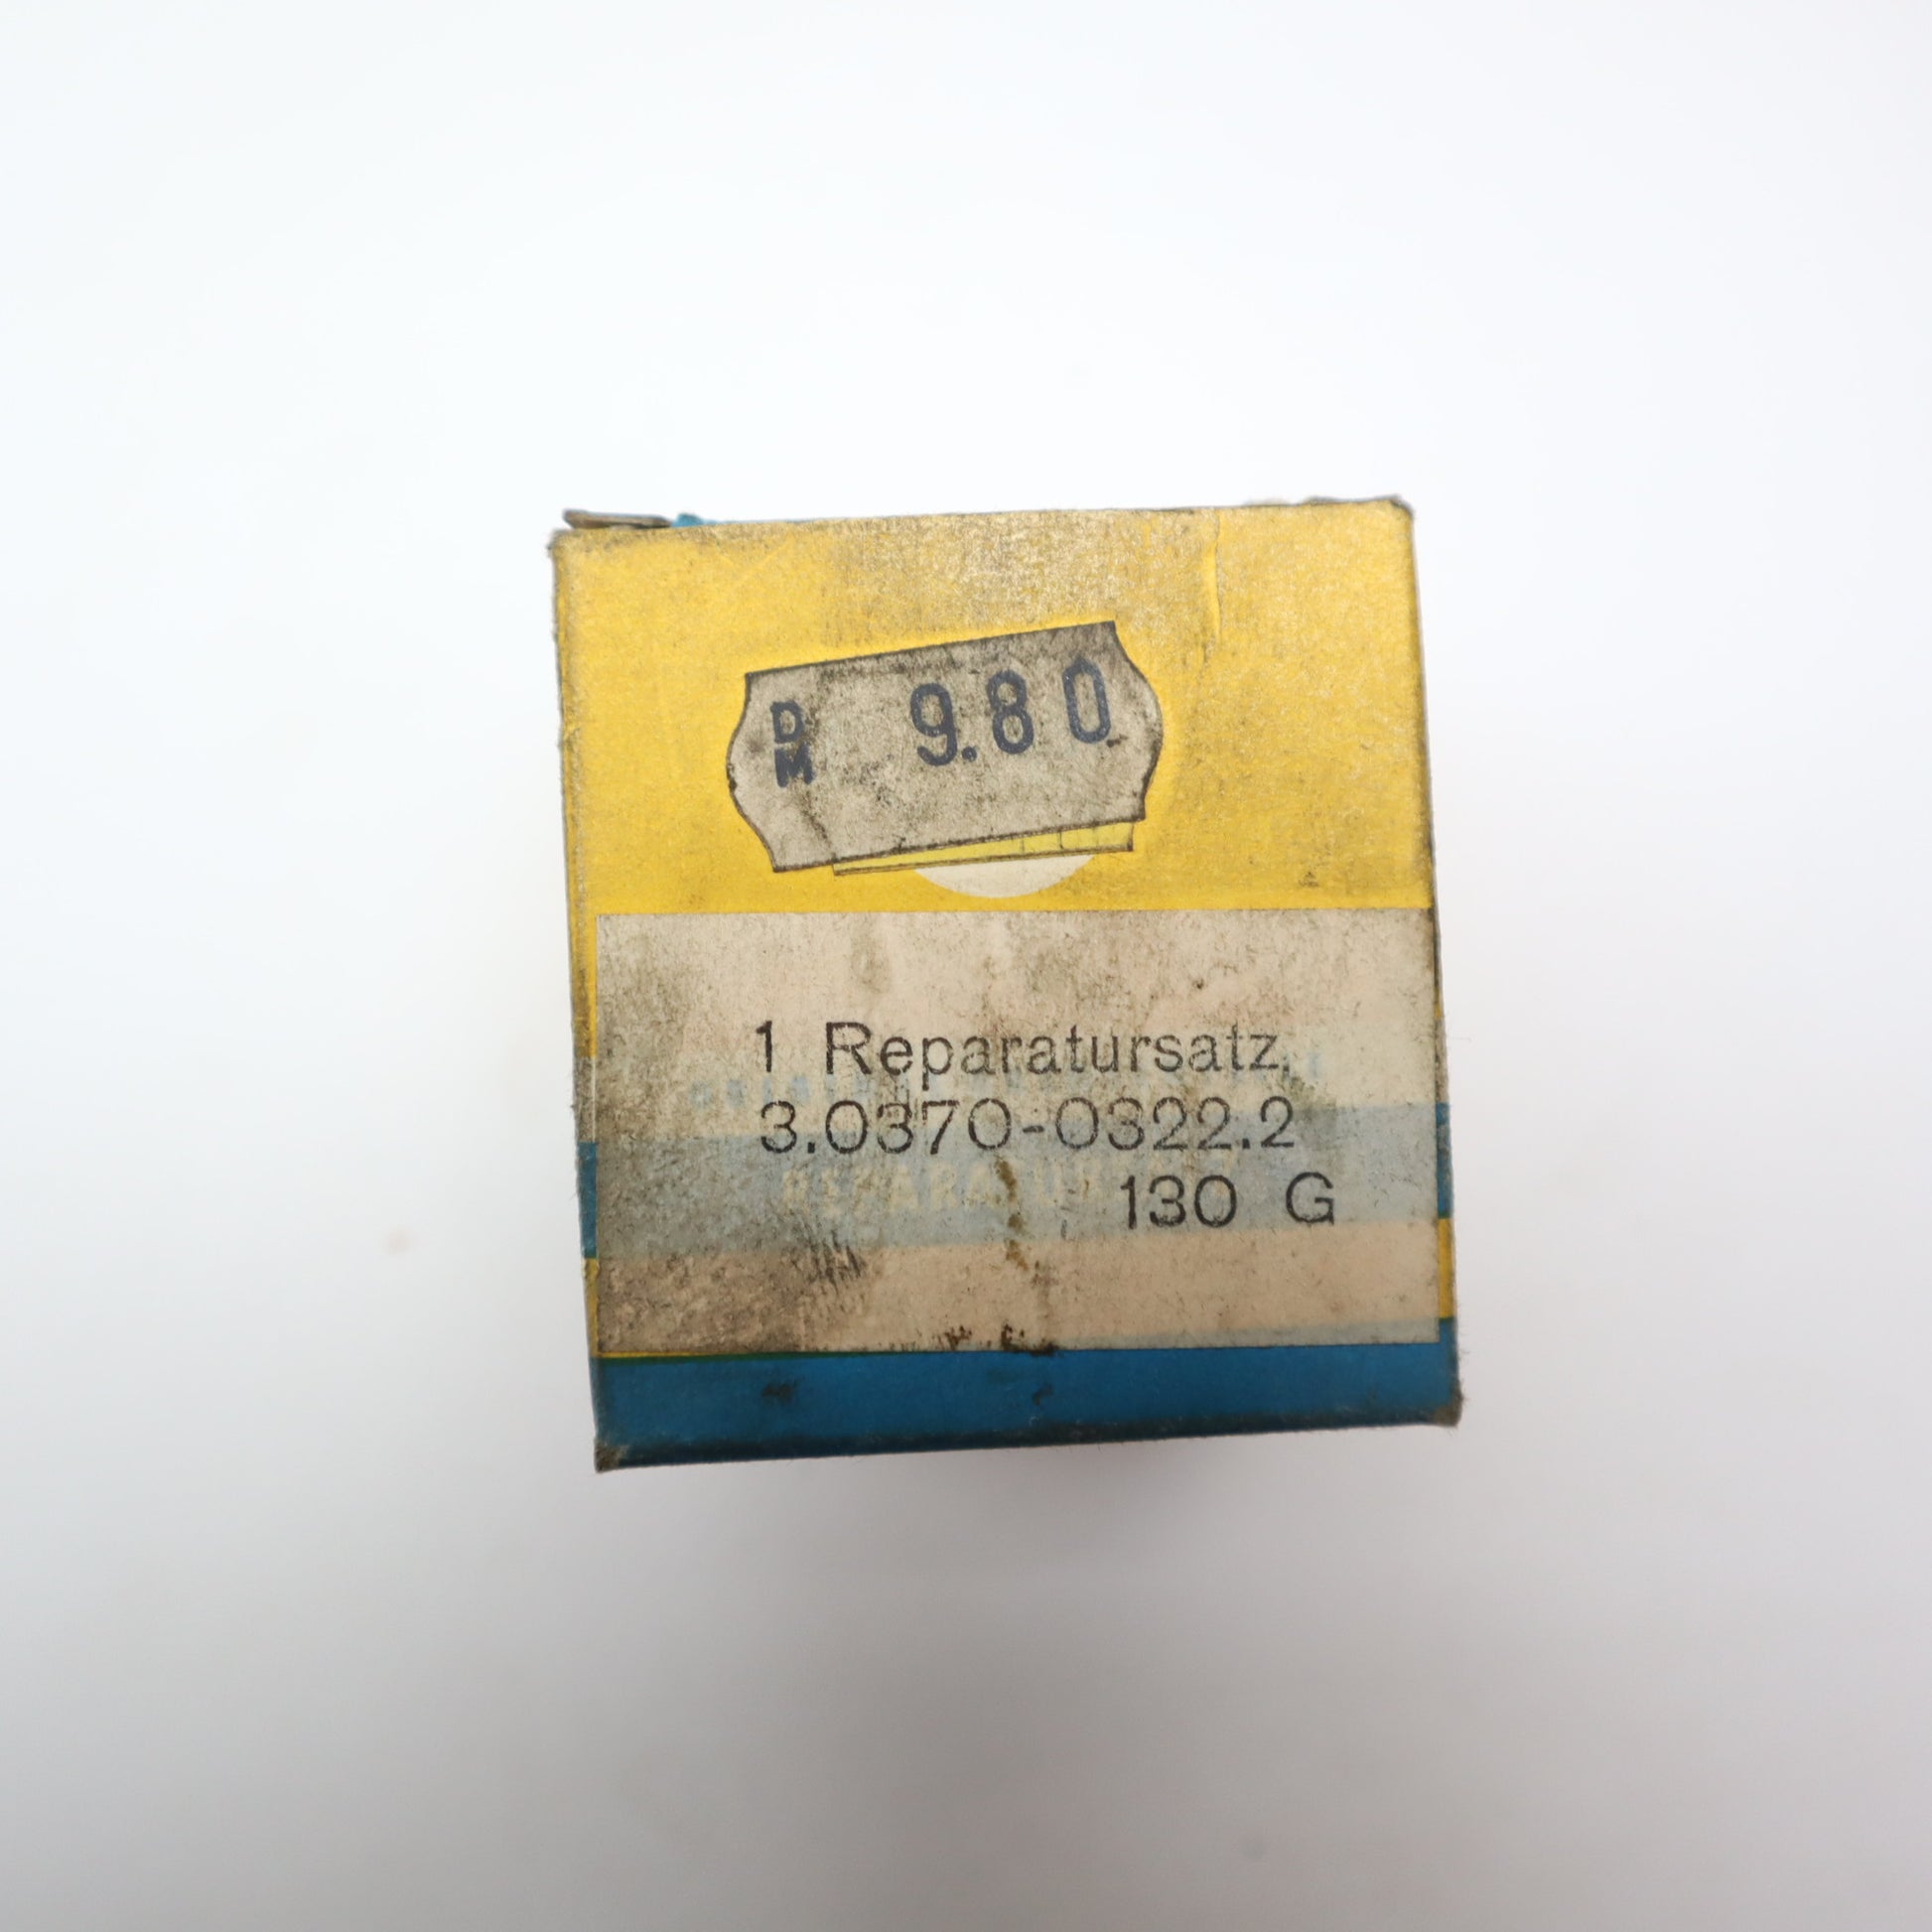 DM 9.80
1 Reparatursatz,
3.0370-0322.2
130 G